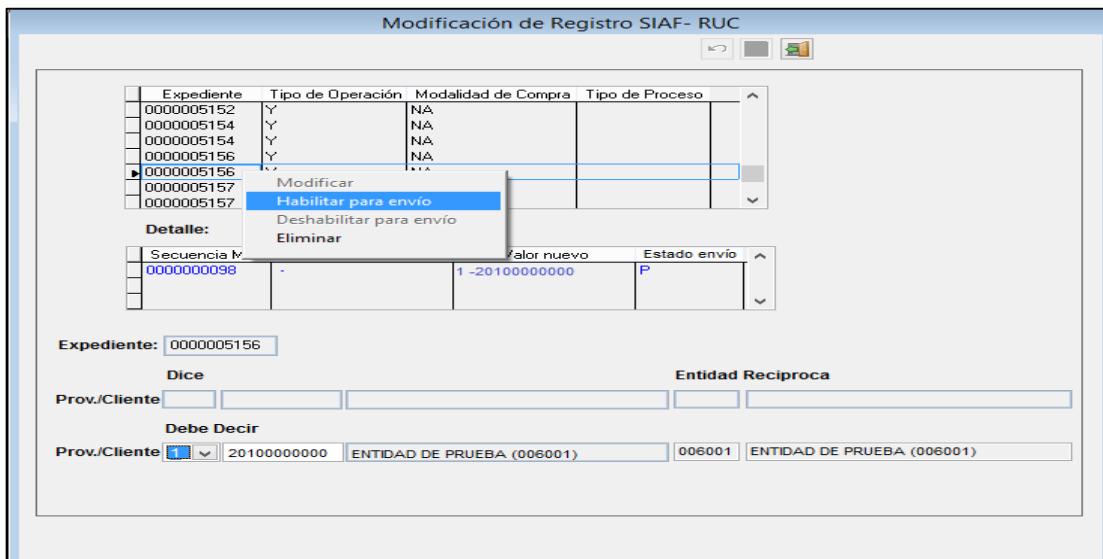 Modificación de Registro SIAF- RUC
Expediente Tipo de Operación Modalidad de Compra Tipo de Proceso
0000005152 Y NA
0000005154 Y NA
0000005154 Y NA
0000005156 Y NA
0000005156
0000005157
0000005157
Modificar
Habilitar para envío
Deshabilitar para envío
Eliminar
Detalle:
Secuencia M Valor nuevo Estado envío
0000000098 - 1 -20100000000 P
Expediente: 0000005156
Dice Entidad Reciproca
Prov./Cliente
Debe Decir
Prov./Cliente 1 20100000000 ENTIDAD DE PRUEBA (006001) 006001 ENTIDAD DE PRUEBA (006001)